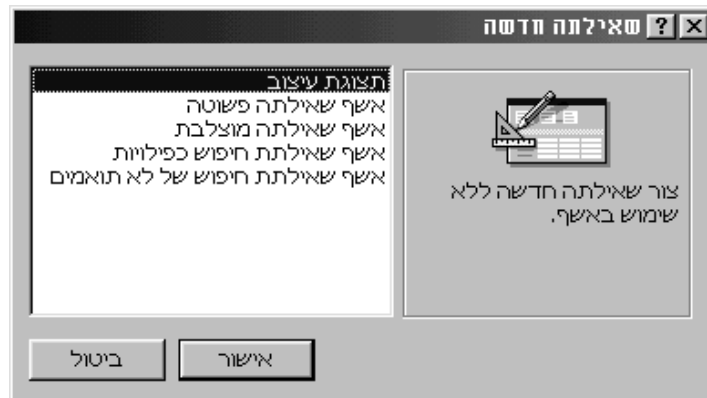 שאילתה חדשה
תצוגת עיצוב
אשף שאילתה פשוטה
אשף שאילתה מוצלבת
אשף שאילתת חיפוש כפילויות
אשף שאילתת חיפוש של לא תואמים
צור שאילתה חדשה ללא
שימוש באשף.
אישור
ביטול